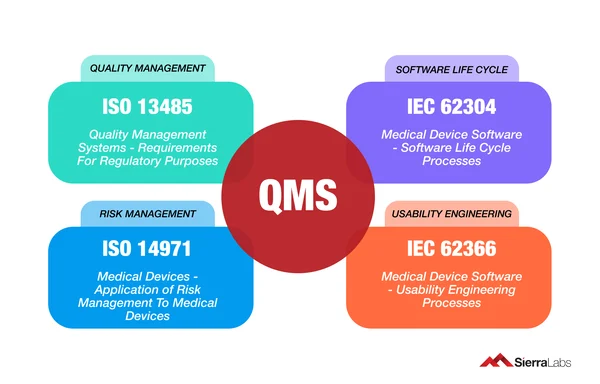 QUALITY MANAGEMENT
ISO 13485
Quality Management
Systems - Requirements
For Regulatory Purposes
SOFTWARE LIFE CYCLE
IEC 62304
Medical Device Software
- Software Life Cycle
Processes
QMS
RISK MANAGEMENT
ISO 14971
Medical Devices -
Application of Risk
Management To Medical
Devices
USABILITY ENGINEERING
IEC 62366
Medical Device Software
- Usability Engineering
Processes
SierraLabs